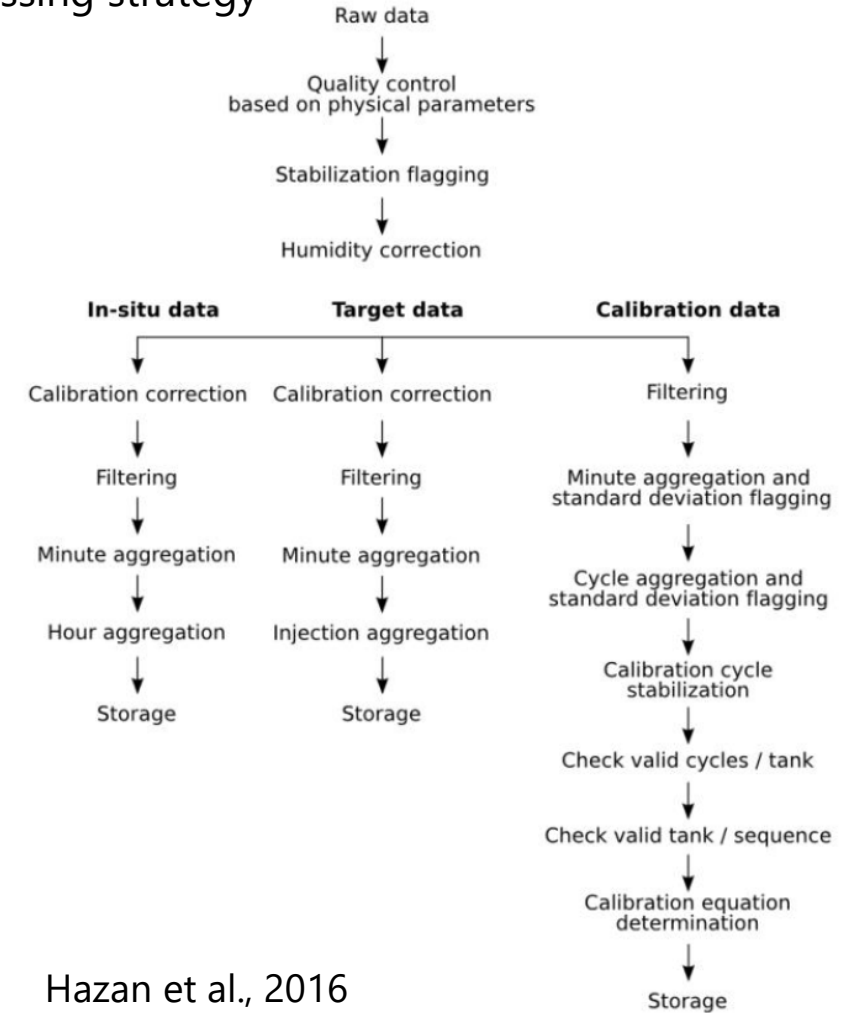 ssing strategy
Raw data
Quality control
based on physical parameters
Stabilization flagging
Humidity correction
In-situ data
Calibration correction
Filtering
Minute aggregation
Hour aggregation
Storage
Target data
Calibration correction
Filtering
Minute aggregation
Injection aggregation
Storage
Calibration data
Filtering
Minute aggregation and
standard deviation flagging
Cycle aggregation and
standard deviation flagging
Calibration cycle
stabilization
Check valid cycles / tank
Check valid tank / sequence
Calibration equation
determination
Storage
Hazan et al., 2016